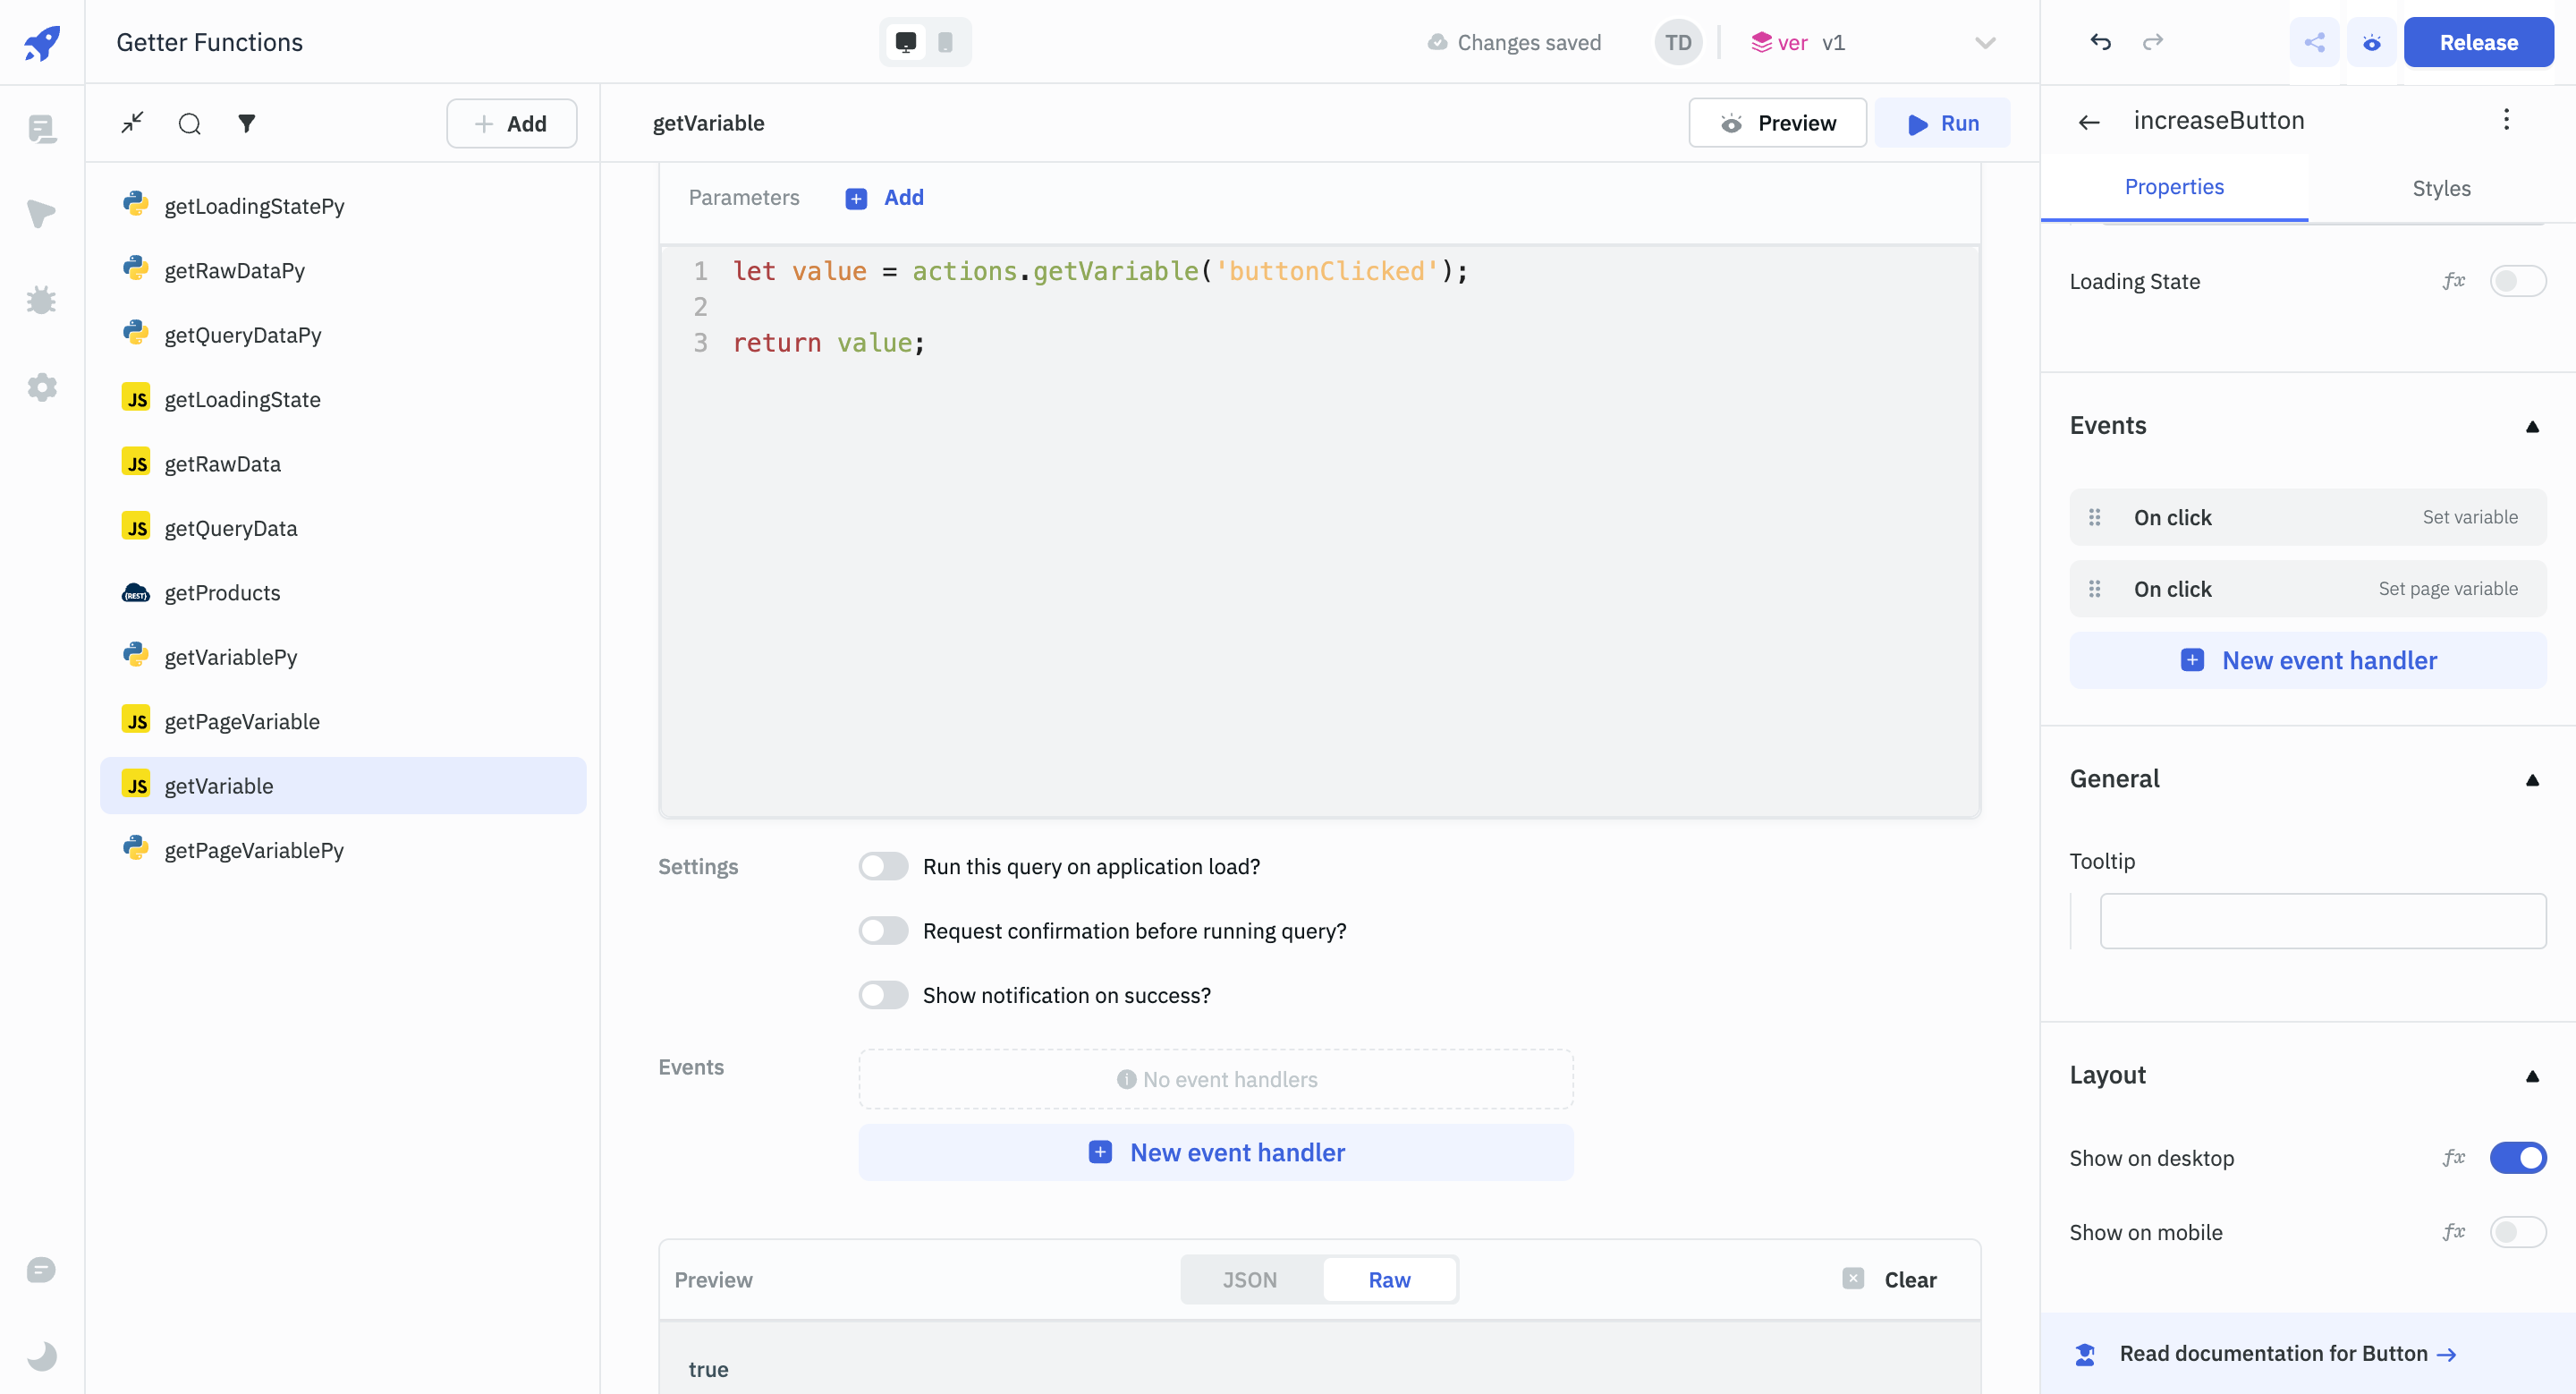 Getter Functions
Changes saved
TD
ver v1
Release
Add
getLoadingStatePy
getRawDataPy
getQueryDataPy
JS getLoadingState
JS getRawData
JS getQueryData
{REST} getProducts
getVariablePy
JS getPageVariable
JS getVariable
getPageVariablePy
getVariable
Preview
Run
Parameters
Add
1 let value = actions.getVariable('buttonClicked');
2
3 return value;
Settings
Run this query on application load?
Request confirmation before running query?
Show notification on success?
Events
No event handlers
New event handler
Preview
JSON
Raw
Clear
true
increaseButton
Properties
Styles
Loading State
fx
Events
On click
Set variable
On click
Set page variable
New event handler
General
Tooltip
Layout
Show on desktop
fx
Show on mobile
fx
Read documentation for Button →